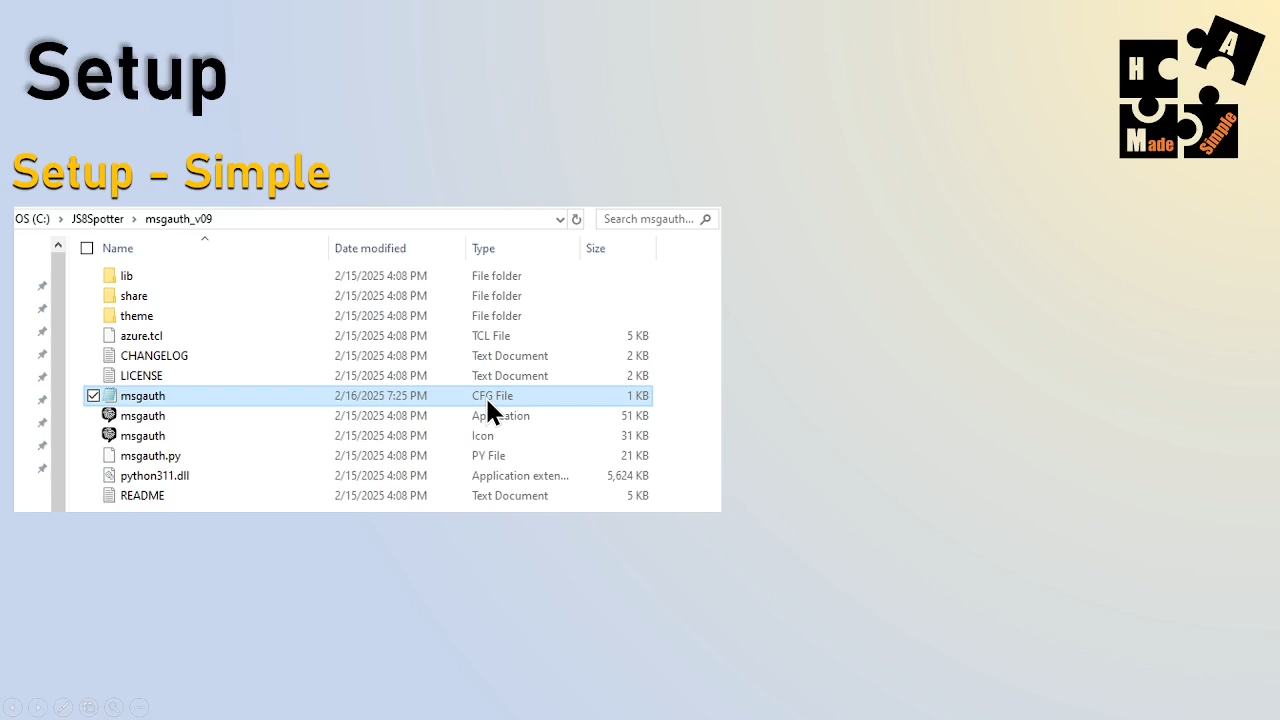 Setup
H A
Made Simple
Setup - Simple
OS (C:) > JS8Spotter > msgauth_v09 Search msgauth...
Name Date modified Type Size
lib 2/15/2025 4:08 PM File folder
share 2/15/2025 4:08 PM File folder
theme 2/15/2025 4:08 PM File folder
azure.tcl 2/15/2025 4:08 PM TCL File 5 KB
CHANGELOG 2/15/2025 4:08 PM Text Document 2 KB
LICENSE 2/15/2025 4:08 PM Text Document 2 KB
msgauth 2/16/2025 7:25 PM CFG File 1 KB
msgauth 2/15/2025 4:08 PM Application 51 KB
msgauth 2/15/2025 4:08 PM Icon 31 KB
msgauth.py 2/15/2025 4:08 PM PY File 21 KB
python311.dll 2/15/2025 4:08 PM Application exten... 5,624 KB
README 2/15/2025 4:08 PM Text Document 5 KB